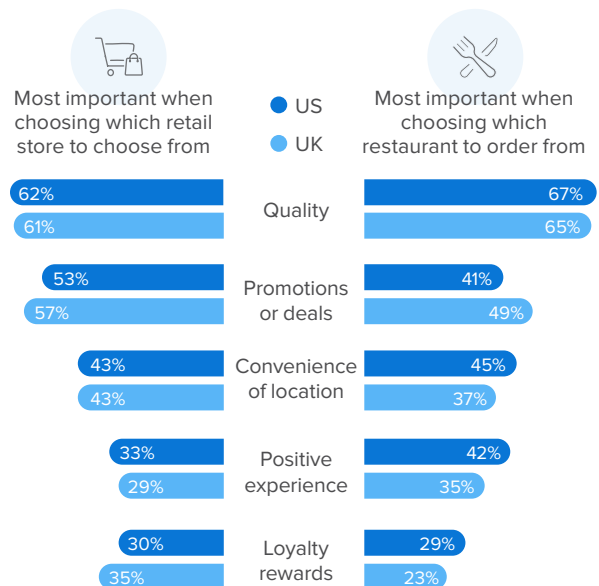 Most important when
choosing which retail
store to choose from
US
UK
Most important when
choosing which
restaurant to order from
62%
61%
Quality
67%
65%
53%
57%
Promotions
or deals
41%
49%
43%
43%
Convenience
of location
45%
37%
33%
29%
Positive
experience
42%
35%
30%
35%
Loyalty
rewards
29%
23%